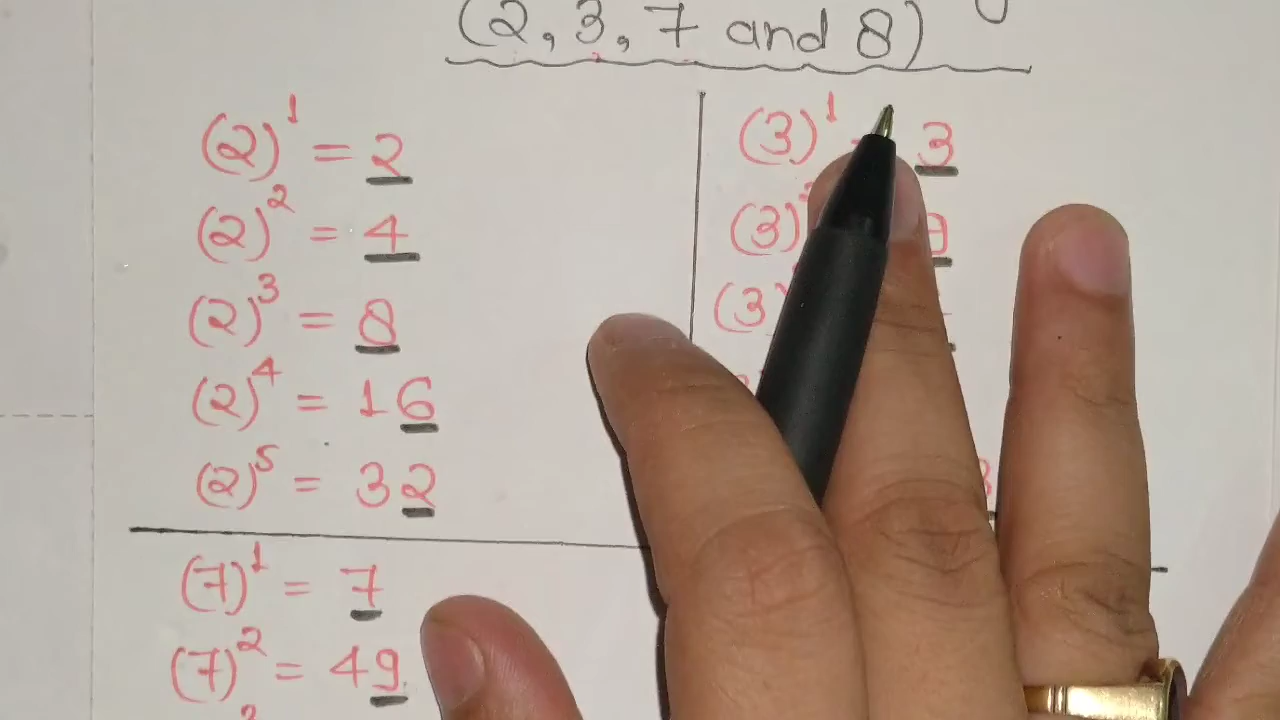 (2, 3, 7 and 8)
(2)¹ = 2
(2)² = 4
(2)³ = 8
(2)⁴ = 16
(2)⁵ = 32
(3)¹ = 3
(3)
(3)
(7)¹ = 7
(7)² = 49